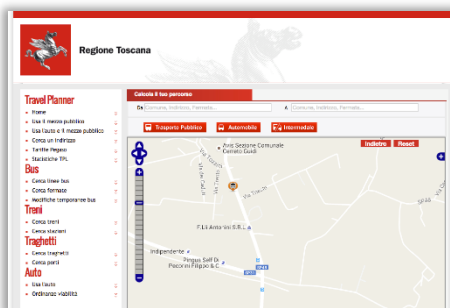 Regione Toscana
Travel Planner
Home
Usa il mezzo pubblico
Usa l'auto e il mezzo pubblico
Cerca un indirizzo
Tariffe Pegaso
Statistiche TPL
Bus
Cerca linee bus
Cerca fermate
Modifiche temporanee bus
Treni
Cerca treni
Cerca stazioni
Traghetti
Cerca traghetti
Cerca porti
Auto
Usa l'auto
Ordinanze viabilità
Calcola il tuo percorso
Da Comune, Indirizzo, Fermata...
A Comune, Indirizzo, Fermata...
Trasporto Pubblico
Automobile
Intermodale
Indietro Reset
Avis Sezione Comunale
Cerreto Guidi
F.lli Antonini S.R.L.
Indipendente
Pingus Self Di
Pecorini Filippo & C.